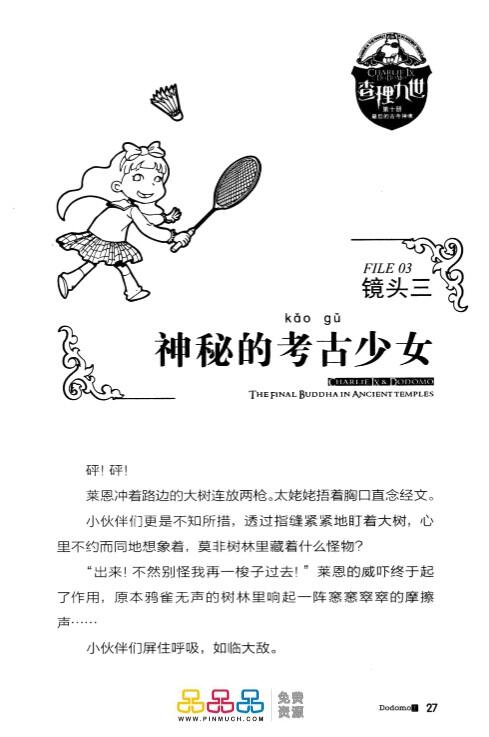 CHARLIE IX
& DODOMO
查理九世
第十册
最后的古寺神佛
FILE 03
镜头三
kǎo gǔ
神秘的考古少女
CHARLIE IX & DODOMO
THE FINAL BUDDHA IN ANCIENT TEMPLES
砰！砰！
莱恩冲着路边的大树连放两枪。太姥姥捂着胸口直念经文。
小伙伴们更是不知所措，透过指缝紧紧地盯着大树，心
里不约而同地想象着，莫非树林里藏着什么怪物？
“出来！不然别怪我再一梭子过去！”莱恩的威吓终于起
了作用，原本鸦雀无声的树林里响起一阵窸窸窣窣的摩擦
声……
小伙伴们屏住呼吸，如临大敌。
品品品 免费
资源
WWW.PINMUCH.COM
Dodomo 27